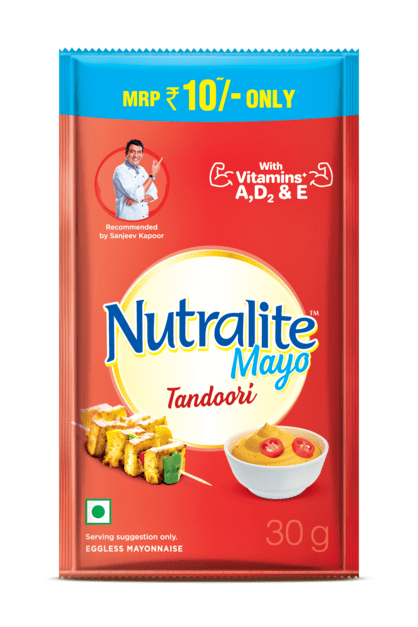 MRP ₹ 10/- ONLY
With
Vitamins+
A,D2 & E
Recommended
by Sanjeev Kapoor
Nutralite™
Mayo
Tandoori
Serving suggestion only.
EGGLESS MAYONNAISE
30 g